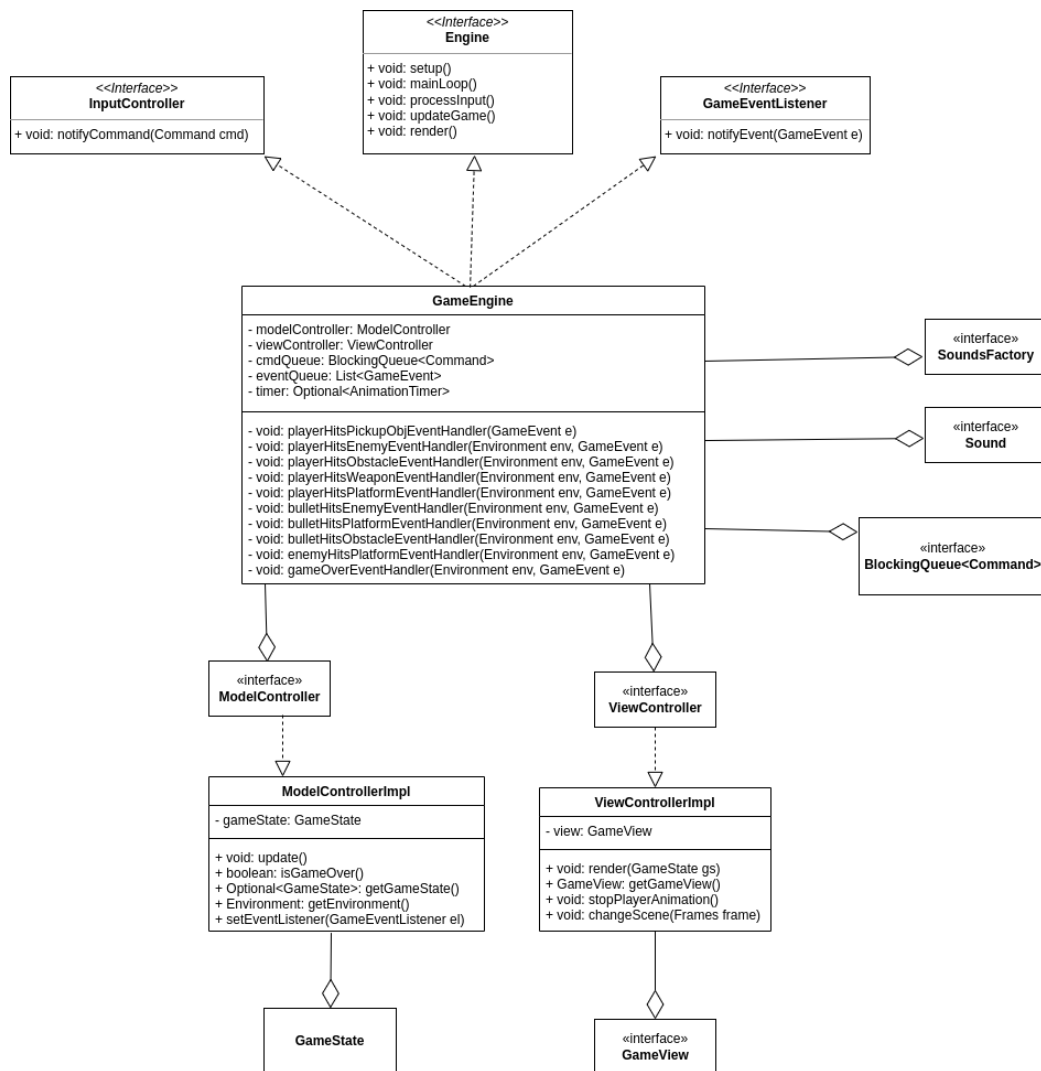 <<Interface>>
Engine
+ void: setup()
+ void: mainLoop()
+ void: processInput()
+ void: updateGame()
+ void: render()
<<Interface>>
InputController
+ void: notifyCommand(Command cmd)
<<Interface>>
GameEventListener
+ void: notifyEvent(GameEvent e)
GameEngine
- modelController: ModelController
- viewController: ViewController
- cmdQueue: BlockingQueue<Command>
- eventQueue: List<GameEvent>
- timer: Optional<AnimationTimer>
- void: playerHitsPickupObjEventHandler(GameEvent e)
- void: playerHitsEnemyEventHandler(Environment env, GameEvent e)
- void: playerHitsObstacleEventHandler(Environment env, GameEvent e)
- void: playerHitsWeaponEventHandler(Environment env, GameEvent e)
- void: playerHitsPlatformEventHandler(Environment env, GameEvent e)
- void: bulletHitsEnemyEventHandler(Environment env, GameEvent e)
- void: bulletHitsPlatformEventHandler(Environment env, GameEvent e)
- void: bulletHitsObstacleEventHandler(Environment env, GameEvent e)
- void: enemyHitsPlatformEventHandler(Environment env, GameEvent e)
- void: gameOverEventHandler(Environment env, GameEvent e)
«interface»
SoundsFactory
«interface»
Sound
«interface»
BlockingQueue<Command>
«interface»
ModelController
«interface»
ViewController
ModelControllerImpl
- gameState: GameState
+ void: update()
+ boolean: isGameOver()
+ Optional<GameState>: getGameState()
+ Environment: getEnvironment()
+ setEventListener(GameEventListener el)
ViewControllerImpl
- view: GameView
+ void: render(GameState gs)
+ GameView: getGameView()
+ void: stopPlayerAnimation()
+ void: changeScene(Frames frame)
GameState
«interface»
GameView